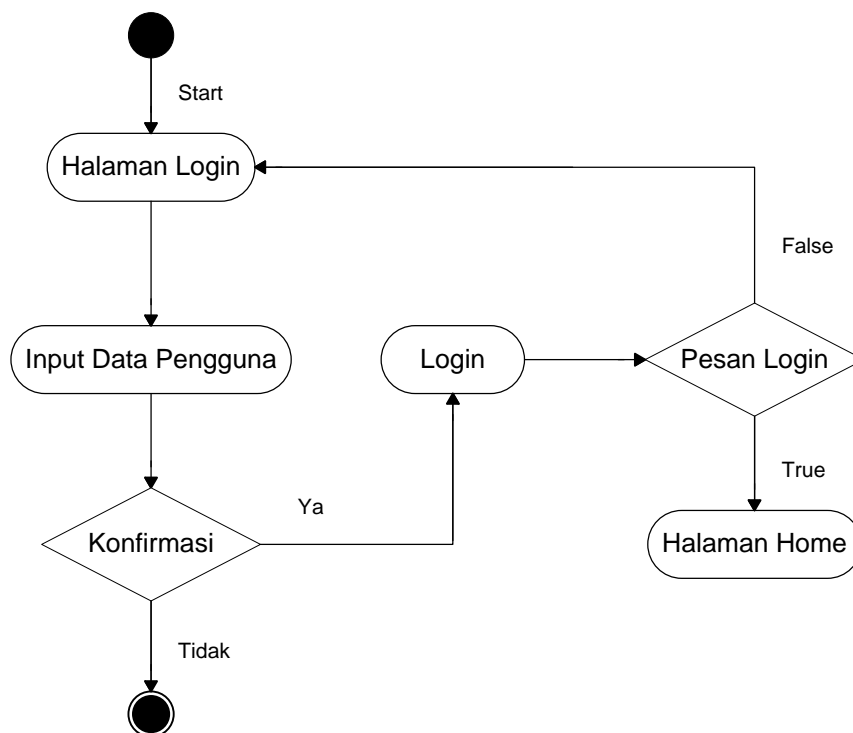 Start
Halaman Login
False
Input Data Pengguna
Login
Pesan Login
True
Ya
Konfirmasi
Halaman Home
Tidak